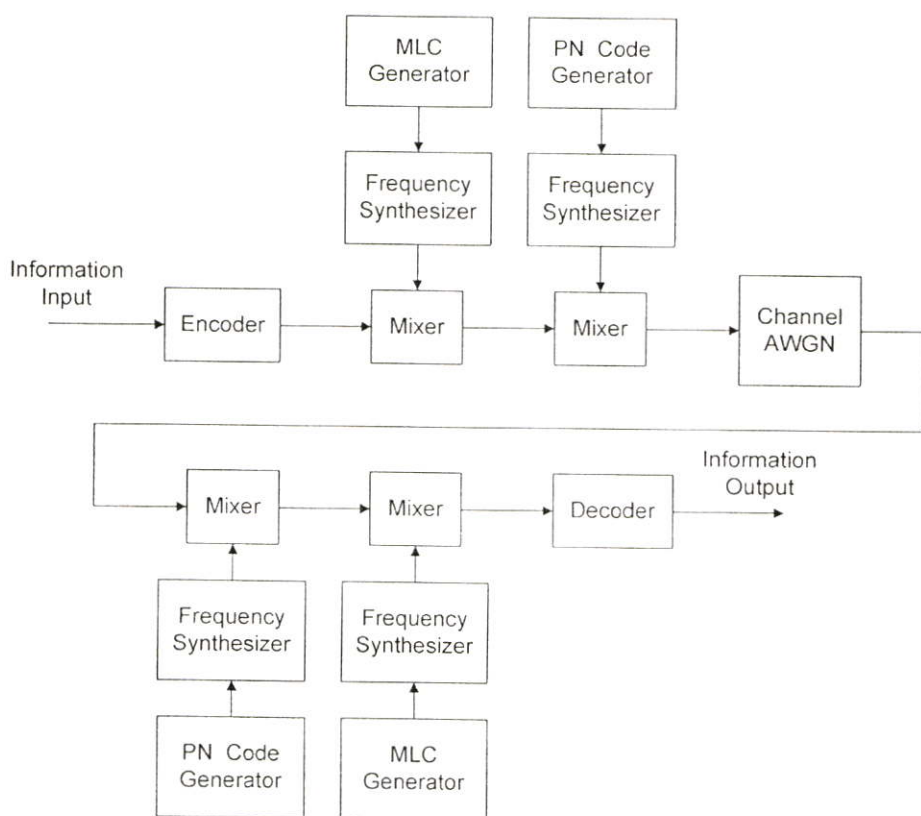 MLC
Generator
PN Code
Generator
Frequency
Synthesizer
Frequency
Synthesizer
Information
Input
Encoder
Mixer
Mixer
Channel
AWGN
Information
Output
Mixer
Mixer
Decoder
Frequency
Synthesizer
Frequency
Synthesizer
PN Code
Generator
MLC
Generator